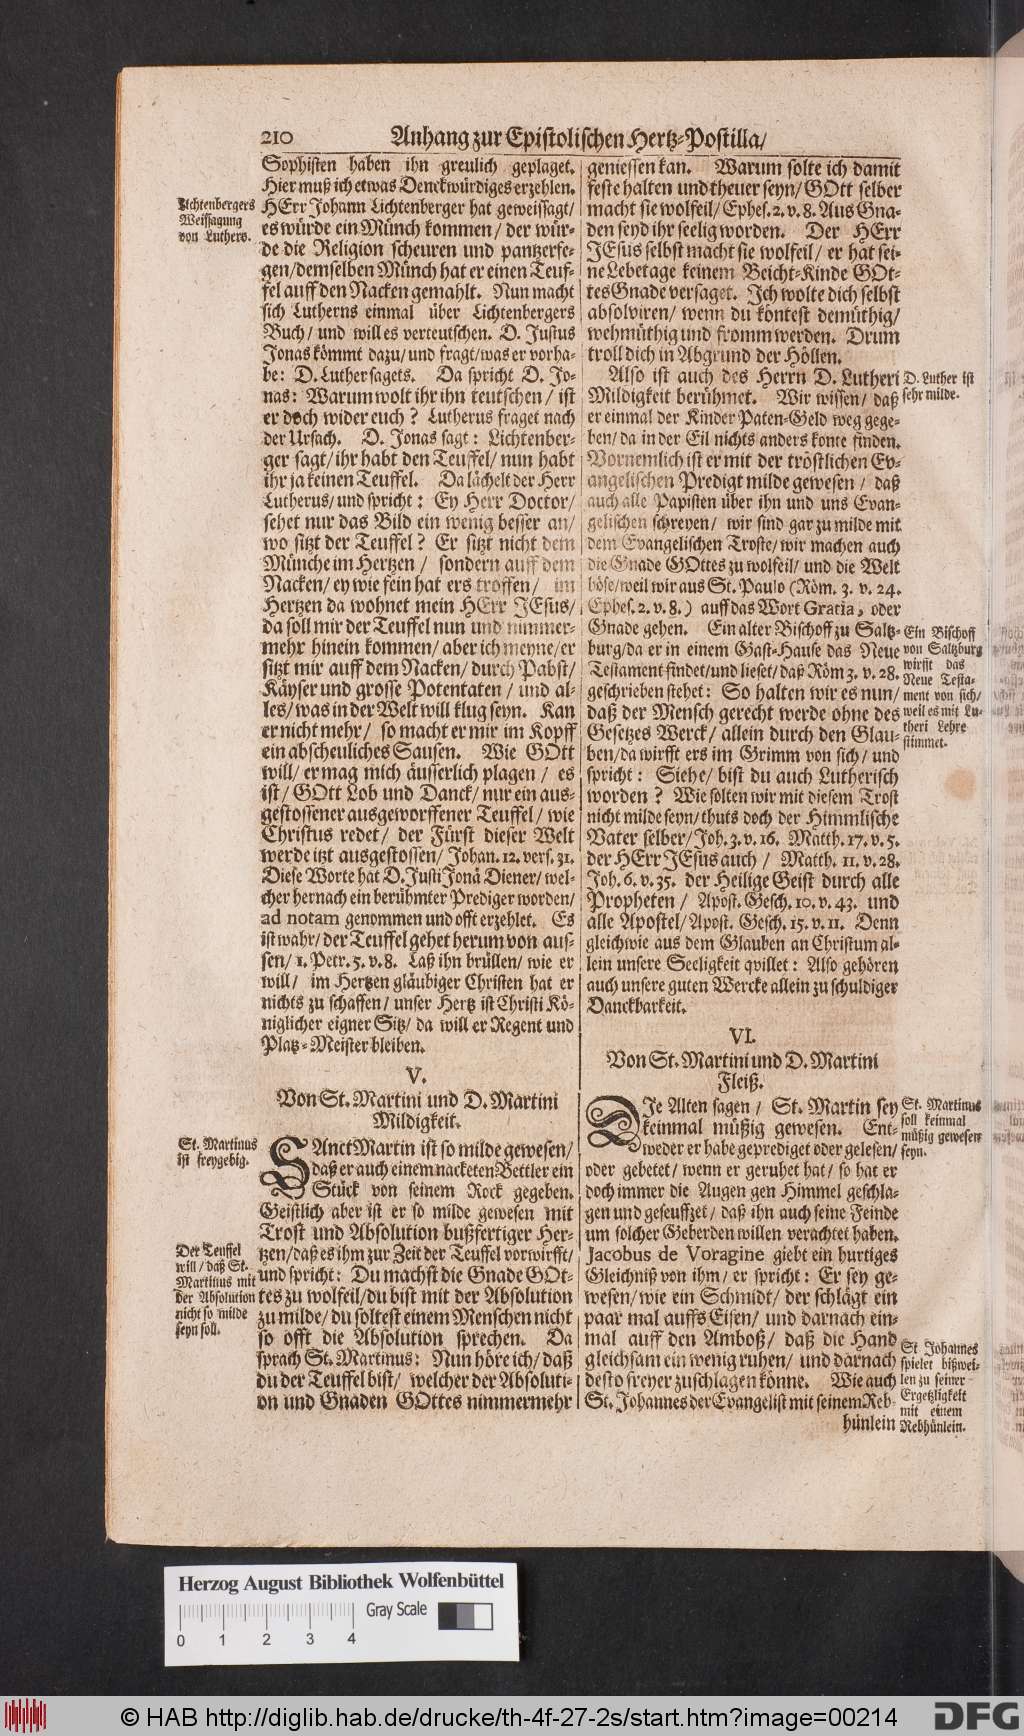 210
Anhang zur Epistolischen Hertz-Postilla/
Sophisten haben ihn greulich geplaget.
Hier muß ich etwas Denckwürdiges erzehlen.
HErr Johann Lichtenberger hat geweissagt/
es würde ein Münch kommen/ der wür-
de die Religion scheuren und pantzerfe-
gen/ demselben Münch hat er einen Teuf-
fel auff den Nacken gemahlt. Nun macht
sich Lutherus einmal über Lichtenbergers
Buch/ und will es verteutschen. D. Justus
Jonas kömmt dazu/ und fragt/ was er vorha-
be: D. Luther sagets. Da spricht D. Jo-
nas: Warum wolt ihr ihn teutschen/ ist
er doch wider euch? Lutherus fraget nach
der Ursach. D. Jonas sagt: Lichtenber-
ger sagt/ ihr habt den Teuffel/ nun habt
ihr ja keinen Teuffel. Da lächelt der Herr
Lutherus/ und spricht: Ey Herr Doctor/
sehet nur das Bild ein wenig besser an/
wo sitzt der Teuffel? Er sitzt nicht dem
Münche im Hertzen/ sondern auff dem
Nacken/ ey wie fein hat ers troffen/ im
Hertzen da wohnet mein HErr JEsus/
da soll mir der Teuffel nun und nimmer-
mehr hinein kommen/ aber ich meyne/ er
sitzt mir auff dem Nacken/ durch Pabst/
Käyser und grosse Potentaten/ und al-
les/ was in der Welt will klug seyn. Kan
er nicht mehr/ so macht er mir im Kopff
ein abscheuliches Sausen. Wie GOtt
will/ er mag mich äusserlich plagen/ es
ist/ GOtt Lob und Danck/ nur ein aus-
gestossener ausgeworffener Teuffel/ wie
Christus redet/ der Fürst dieser Welt
werde itzt ausgestossen/ Johan. 12. vers. 31.
Diese Worte hat D. Justi Jonä Diener/ wel-
cher hernach ein berühmter Prediger worden/
ad notam genommen und offt erzehlet. Es
ist wahr/ der Teuffel gehet herum von aus-
sen/ 1. Petr. 5. v. 8. Laß ihn brüllen/ wie er
will/ im Hertzen gläubiger Christen hat er
nichts zu schaffen/ unser Hertz ist Christi Kö-
niglicher eigner Sitz/ da will er Regent und
Platz-Meister bleiben.
V.
Von St. Martini und D. Martini
Mildigkeit.
SAnct Martin ist so milde gewesen/
daß er auch einem nacketen Bettler ein
Stück von seinem Rock gegeben.
Geistlich aber ist er so milde gewesen mit
Trost und Absolution bußfertiger Her-
tzen/ daß es ihm zur Zeit der Teuffel vorwirfft/
und spricht: Du machst die Gnade GOt-
tes zu wolfeil/ du bist mit der Absolution
zu milde/ du soltest einem Menschen nicht
so offt die Absolution sprechen. Da
sprach St. Martinus: Nun höre ich/ daß
du der Teuffel bist/ welcher der Absoluti-
on und Gnaden GOttes nimmermehr
Lichtenbergers
Weissagung
von Luthero.
St. Martinus
ist freygebig.
Der Teuffel
will/ daß St.
Martinus mit
der Absolution
nicht so milde
seyn soll.
geniessen kan. Warum solte ich damit
feste halten und theuer seyn/ GOtt selber
macht sie wolfeil/ Ephes. 2. v. 8. Aus Gna-
den seyd ihr seelig worden. Der HErr
JEsus selbst macht sie wolfeil/ er hat sei-
ne Lebetage keinem Beicht-Kinde GOt-
tes Gnade versaget. Ich wolte dich selbst
absolviren/ wenn du köntest demüthig/
wehmüthig und fromm werden. Drum
troll dich in Abgrund der Höllen.
Also ist auch des Herrn D. Lutheri
Mildigkeit berühmet. Wir wissen/ daß
er einmal der Kinder Paten-Geld weg gege-
ben/ da in der Eil nichts anders konte finden.
Vornemlich ist er mit der tröstlichen Ev-
angelischen Predigt milde gewesen/ daß
auch alle Papisten über ihn und uns Evan-
gelischen schreyen/ wir sind gar zu milde mit
dem Evangelischen Troste/ wir machen auch
die Gnade GOttes zu wolfeil/ und die Welt
böse/ weil wir aus St. Paulo (Röm. 3. v. 24.
Ephes. 2. v. 8.) auff das Wort Gratia, oder
Gnade gehen. Ein alter Bischoff zu Saltz-
burg/ da er in einem Gast-Hause das Neue
Testament findet/ und lieset/ daß Röm 3. v. 28.
geschrieben stehet: So halten wir es nun/
daß der Mensch gerecht werde ohne des
Gesetzes Werck/ allein durch den Glau-
ben/ da wirfft ers im Grimm von sich/ und
spricht: Siehe/ bist du auch Lutherisch
worden? Wie solten wir mit diesem Trost
nicht milde seyn/ thuts doch der Himmlische
Vater selber/ Joh. 3. v. 16. Matth. 17. v. 5.
der HErr JEsus auch/ Matth. 11. v. 28.
Joh. 6. v. 35. der Heilige Geist durch alle
Propheten/ Apost. Gesch. 10. v. 43. und
alle Apostel/ Apost. Gesch. 15. v. 11. Denn
gleichwie aus dem Glauben an Christum al-
lein unsere Seeligkeit qvillet: Also gehören
auch unsere guten Wercke allein zu schuldiger
Danckbarkeit.
VI.
Von St. Martini und D. Martini
Fleiß.
DIe Alten sagen/ St. Martin sey
keinmal müßig gewesen. Ent-
weder er habe geprediget oder gelesen/
oder gebetet/ wenn er geruhet hat/ so hat er
doch immer die Augen gen Himmel geschla-
gen und geseuffzet/ daß ihn auch seine Feinde
um solcher Geberden willen verachtet haben.
Jacobus de Voragine giebt ein hurtiges
Gleichniß von ihm/ er spricht: Er sey ge-
wesen/ wie ein Schmidt/ der schlägt ein
paar mal auffs Eisen/ und darnach ein-
mal auff den Amboß/ daß die Hand
gleichsam ein wenig ruhen/ und darnach
desto freyer zuschlagen könne. Wie auch
St. Johannes der Evangelist mit seinem Reb-
hünlein
D. Luther ist
sehr milde.
Ein Bischoff
von Saltzburg
wirfft das
Neue Testa-
ment von sich/
weil es mit Lu-
theri Lehre
stimmet.
St. Martinus
soll keinmal
müßig gewesen
seyn.
St Johannes
spielet bißwei-
len zu seiner
Ergetzligkeit
mit einem
Rebhünlein.
Herzog August Bibliothek Wolfenbüttel
Gray Scale
0 1 2 3 4
© HAB http://diglib.hab.de/drucke/th-4f-27-2s/start.htm?image=00214
DFG